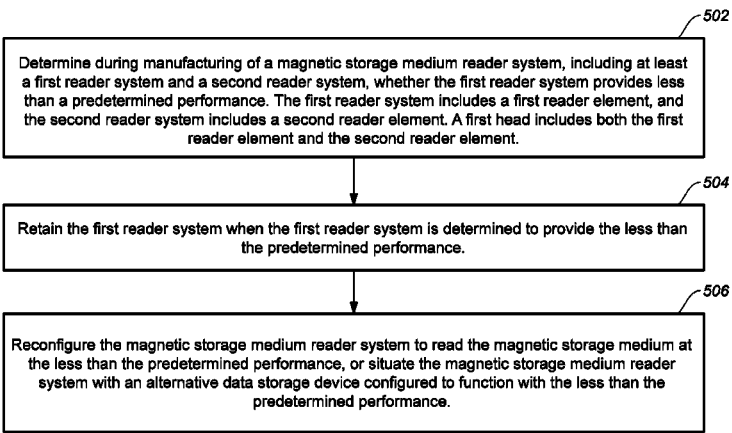 502
Determine during manufacturing of a magnetic storage medium reader system, including at least
a first reader system and a second reader system, whether the first reader system provides less
than a predetermined performance. The first reader system includes a first reader element, and
the second reader system includes a second reader element. A first head includes both the first
reader element and the second reader element.
504
Retain the first reader system when the first reader system is determined to provide the less than
the predetermined performance.
506
Reconfigure the magnetic storage medium reader system to read the magnetic storage medium at
the less than the predetermined performance, or situate the magnetic storage medium reader
system with an alternative data storage device configured to function with the less than the
predetermined performance.